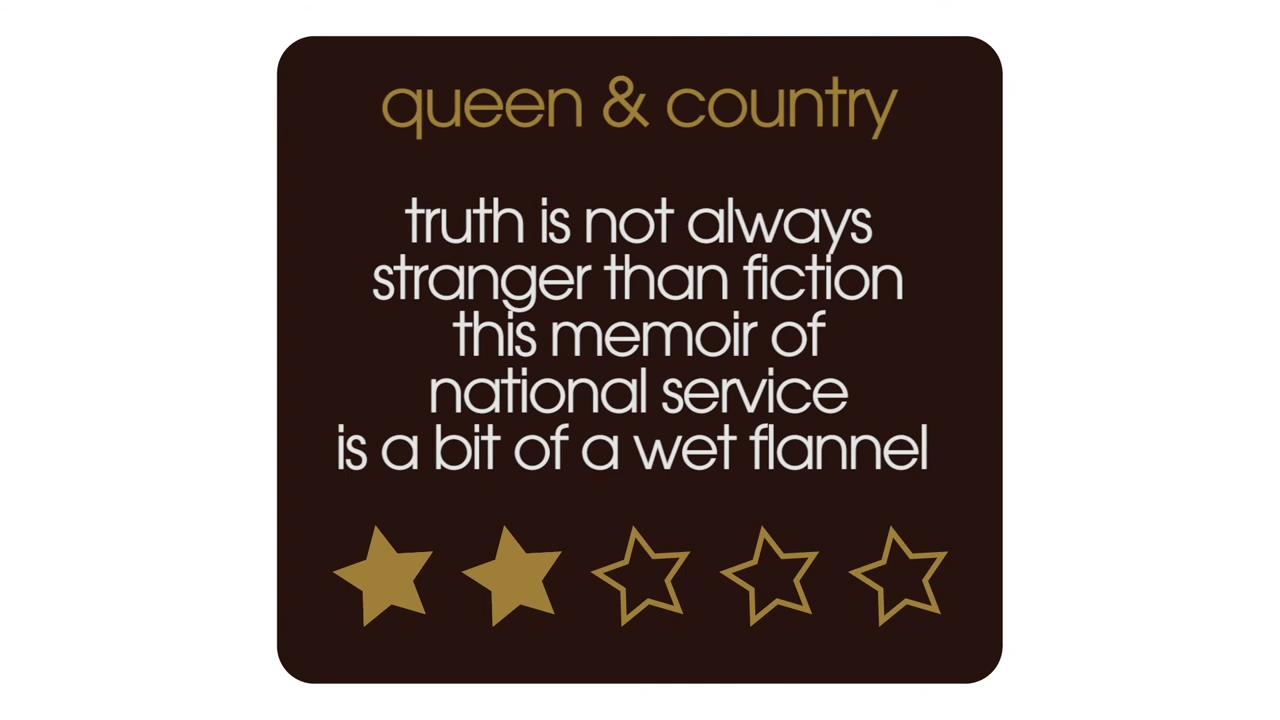 queen & country
truth is not always
stranger than fiction
this memoir of
national service
is a bit of a wet flannel